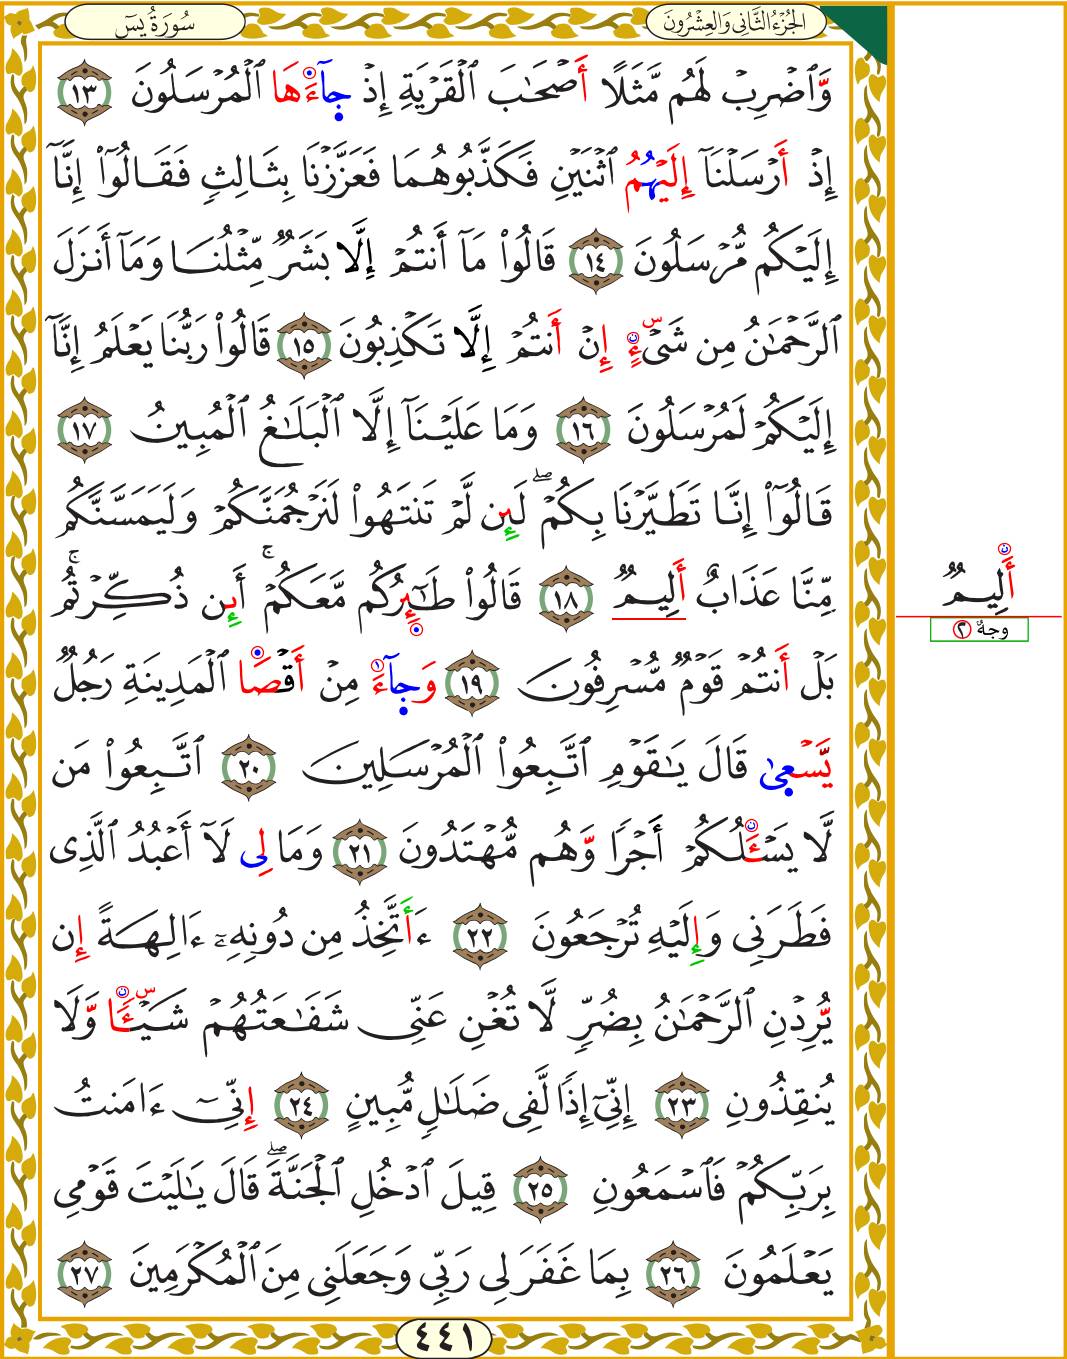 سُورَةُ يسٓ
الجُزْءُ الثَّانِي وَالعِشْرُونَ
وَّٱضْرِبْ لَهُم مَّثَلًا أَصْحَٰبَ ٱلْقَرْيَةِ إِذْ جَآءَهَا ٱلْمُرْسَلُونَ ١٣
إِذْ أَرْسَلْنَآ إِلَيْهُمُ ٱثْنَيْنِ فَكَذَّبُوهُمَا فَعَزَّزْنَا بِثَالِثٍ فَقَالُوٓا۟ إِنَّآ
إِلَيْكُم مُّرْسَلُونَ ١٤ قَالُوا۟ مَآ أَنتُمْ إِلَّا بَشَرٌ مِّثْلُنَا وَمَآ أَنزَلَ
ٱلرَّحْمَٰنُ مِن شَىْءٍ إِنْ أَنتُمْ إِلَّا تَكْذِبُونَ ١٥ قَالُوا۟ رَبُّنَا يَعْلَمُ إِنَّآ
إِلَيْكُمْ لَمُرْسَلُونَ ١٦ وَمَا عَلَيْنَآ إِلَّا ٱلْبَلَٰغُ ٱلْمُبِينُ ١٧
قَالُوٓا۟ إِنَّا تَطَيَّرْنَا بِكُمْ ۖ لَئِن لَّمْ تَنتَهُوا۟ لَنَرْجُمَنَّكُمْ وَلَيَمَسَّنَّكُم
مِّنَّا عَذَابٌ أَلِيمٌ ١٨ قَالُوا۟ طَٰٓئِرُكُم مَّعَكُمْ ۚ أَئِن ذُكِّرْتُم ۚ
بَلْ أَنتُمْ قَوْمٌ مُّسْرِفُونَ ١٩ وَجَآءَ مِنْ أَقْصَا ٱلْمَدِينَةِ رَجُلٌ
يَّسْعَىٰ قَالَ يَٰقَوْمِ ٱتَّبِعُوا۟ ٱلْمُرْسَلِينَ ٢٠ ٱتَّبِعُوا۟ مَن
لَّا يَسْـَٔلُكُمْ أَجْرًا وَّهُم مُّهْتَدُونَ ٢١ وَمَا لِى لَآ أَعْبُدُ ٱلَّذِى
فَطَرَنِى وَإِلَيْهِ تُرْجَعُونَ ٢٢ ءَأَتَّخِذُ مِن دُونِهِۦٓ ءَالِهَةً إِن
يُّرِدْنِ ٱلرَّحْمَٰنُ بِضُرٍّ لَّا تُغْنِ عَنِّى شَفَٰعَتُهُمْ شَيْـًٔا وَّلَا
يُنقِذُونِ ٢٣ إِنِّىٓ إِذًا لَّفِى ضَلَٰلٍ مُّبِينٍ ٢٤ إِنِّىٓ ءَامَنتُ
بِرَبِّكُمْ فَٱسْمَعُونِ ٢٥ قِيلَ ٱدْخُلِ ٱلْجَنَّةَ ۖ قَالَ يَٰلَيْتَ قَوْمِى
يَعْلَمُونَ ٢٦ بِمَا غَفَرَ لِى رَبِّى وَجَعَلَنِى مِنَ ٱلْمُكْرَمِينَ ٢٧
أَلِيمٌ
وجهٌ ٢
٤٤١